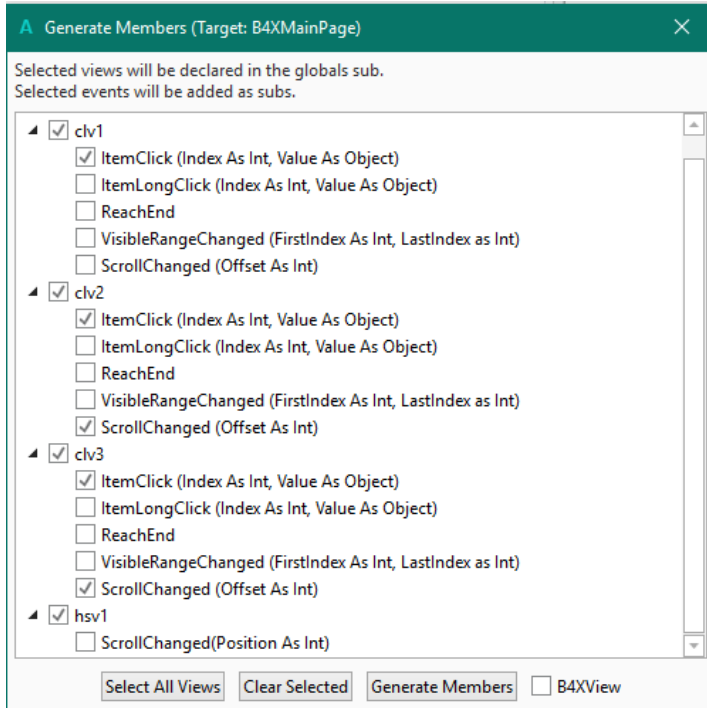 A Generate Members (Target: B4XMainPage)
Selected views will be declared in the globals sub.
Selected events will be added as subs.
clv1
ItemClick (Index As Int, Value As Object)
ItemLongClick (Index As Int, Value As Object)
ReachEnd
VisibleRangeChanged (FirstIndex As Int, LastIndex as Int)
ScrollChanged (Offset As Int)
clv2
ItemClick (Index As Int, Value As Object)
ItemLongClick (Index As Int, Value As Object)
ReachEnd
VisibleRangeChanged (FirstIndex As Int, LastIndex as Int)
ScrollChanged (Offset As Int)
clv3
ItemClick (Index As Int, Value As Object)
ItemLongClick (Index As Int, Value As Object)
ReachEnd
VisibleRangeChanged (FirstIndex As Int, LastIndex as Int)
ScrollChanged (Offset As Int)
hsv1
ScrollChanged(Position As Int)
Select All Views Clear Selected Generate Members B4XView